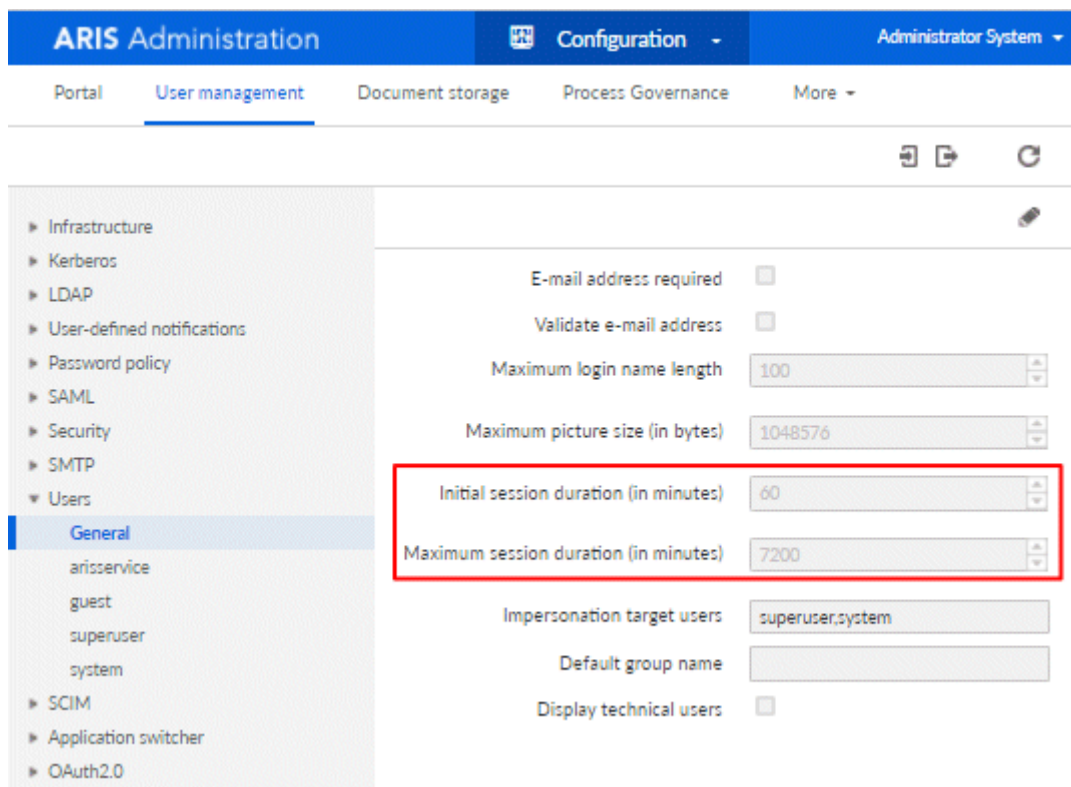 ARIS Administration
Configuration
Administrator System
Portal
User management
Document storage
Process Governance
More
Infrastructure
Kerberos
LDAP
User-defined notifications
Password policy
SAML
Security
SMTP
Users
General
arisservice
guest
superuser
system
SCIM
Application switcher
OAuth2.0
E-mail address required
Validate e-mail address
Maximum login name length
100
Maximum picture size (in bytes)
1048576
Initial session duration (in minutes)
60
Maximum session duration (in minutes)
7200
Impersonation target users
superuser,system
Default group name
Display technical users